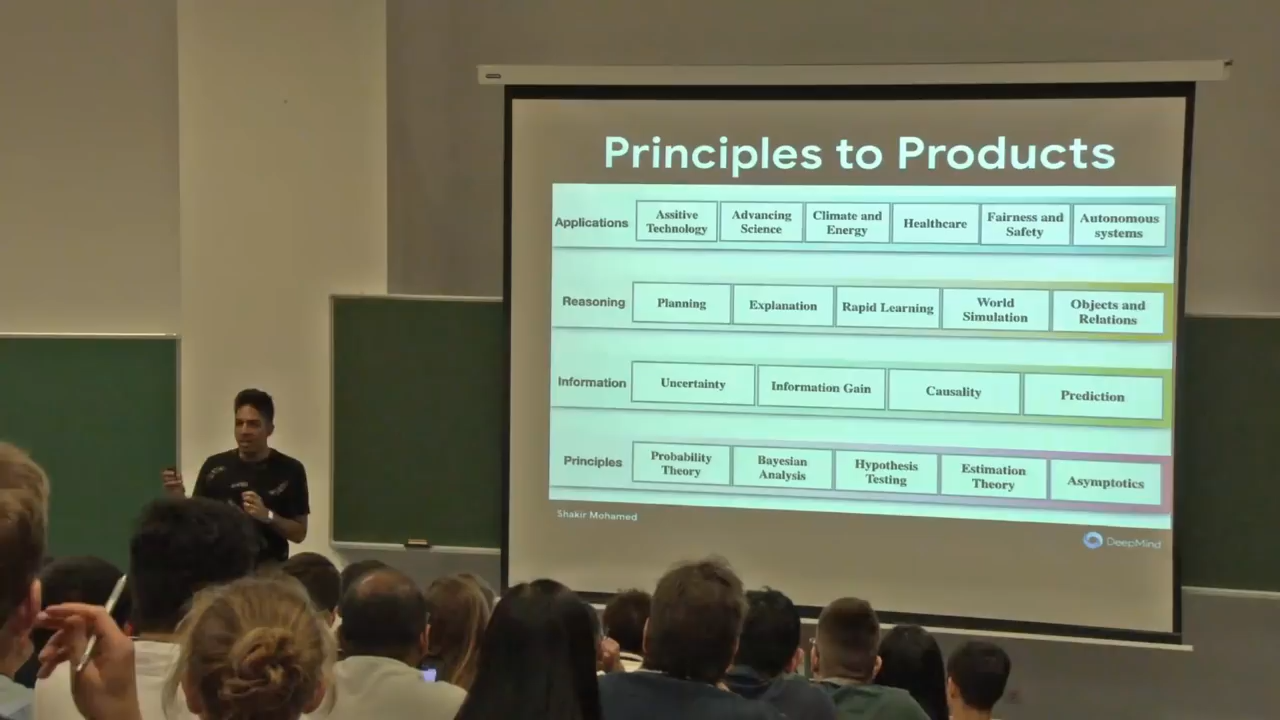 Principles to Products
Applications
Assitive
Technology
Advancing
Science
Climate and
Energy
Healthcare
Fairness and
Safety
Autonomous
systems
Reasoning
Planning
Explanation
Rapid Learning
World
Simulation
Objects and
Relations
Information
Uncertainty
Information Gain
Causality
Prediction
Principles
Probability
Theory
Bayesian
Analysis
Hypothesis
Testing
Estimation
Theory
Asymptotics
Shakir Mohamed
DeepMind